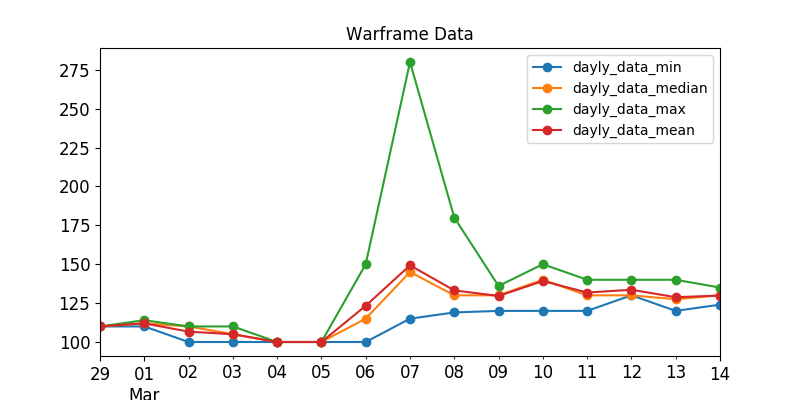 Warframe Data
dayly_data_min
dayly_data_median
dayly_data_max
dayly_data_mean
275
250
225
200
175
150
125
100
29 01 02 03 04 05 06 07 08 09 10 11 12 13 14
Mar